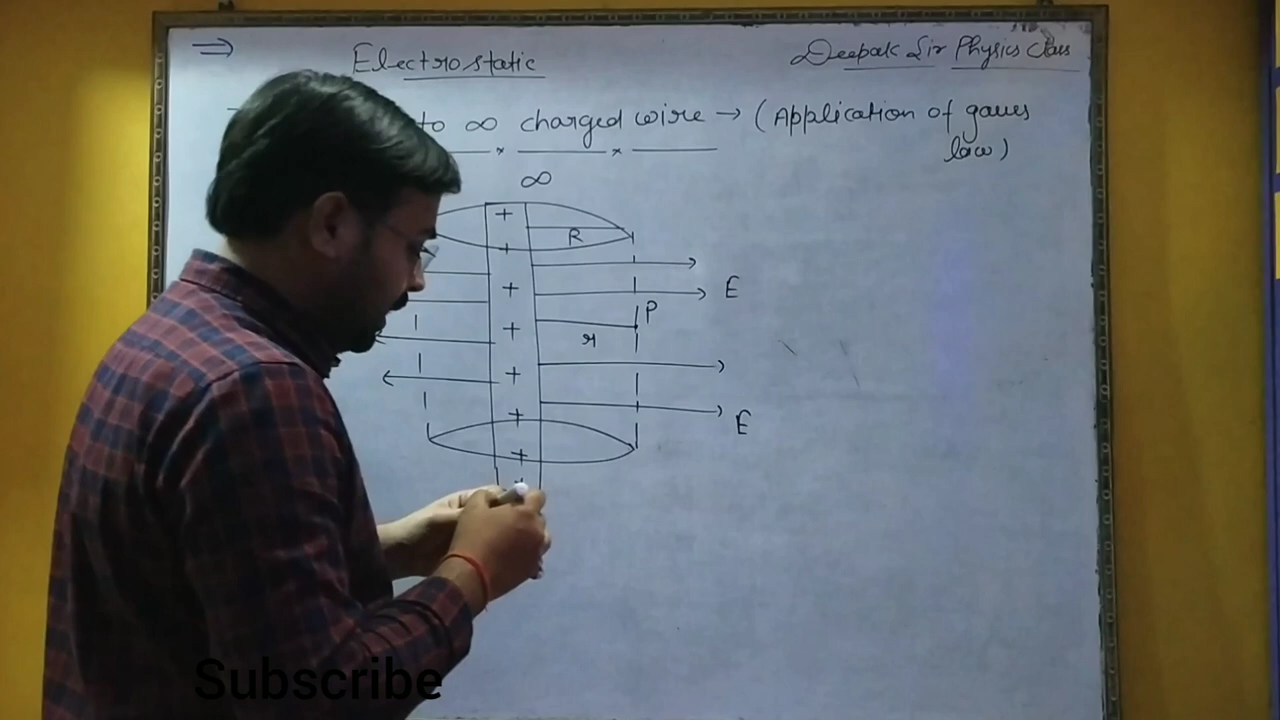 ⇒ Electrostatic Deepak Sir Physics Class
to ∞ charged wire → (Application of gauss
law)
∞
+
R
+
+ E
P
+
r
+
+ E
+
Subscribe